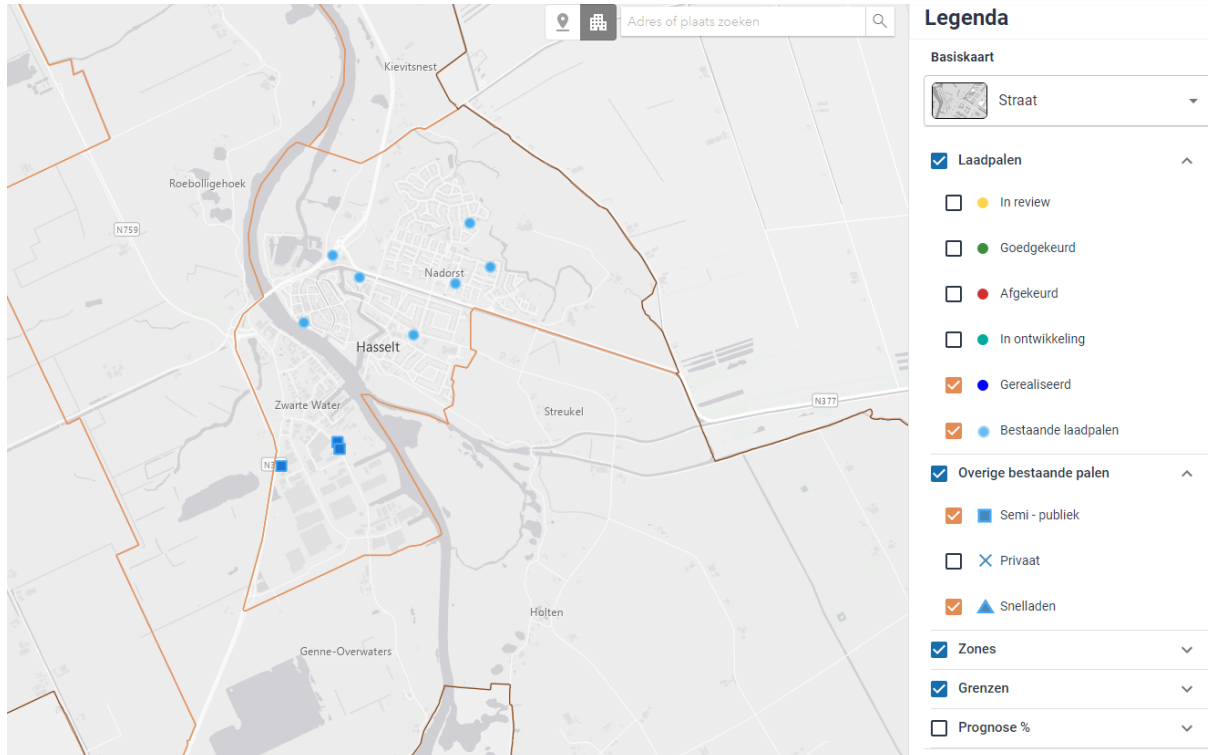 Adres of plaats zoeken
Kievitsnest
Roebolligehoek
N759
Nadorst
Hasselt
Zwarte Water
Streukel
N377
N3
Holten
Genne-Overwaters
Legenda
Basiskaart
Straat
Laadpalen
In review
Goedgekeurd
Afgekeurd
In ontwikkeling
Gerealiseerd
Bestaande laadpalen
Overige bestaande palen
Semi - publiek
Privaat
Snelladen
Zones
Grenzen
Prognose %